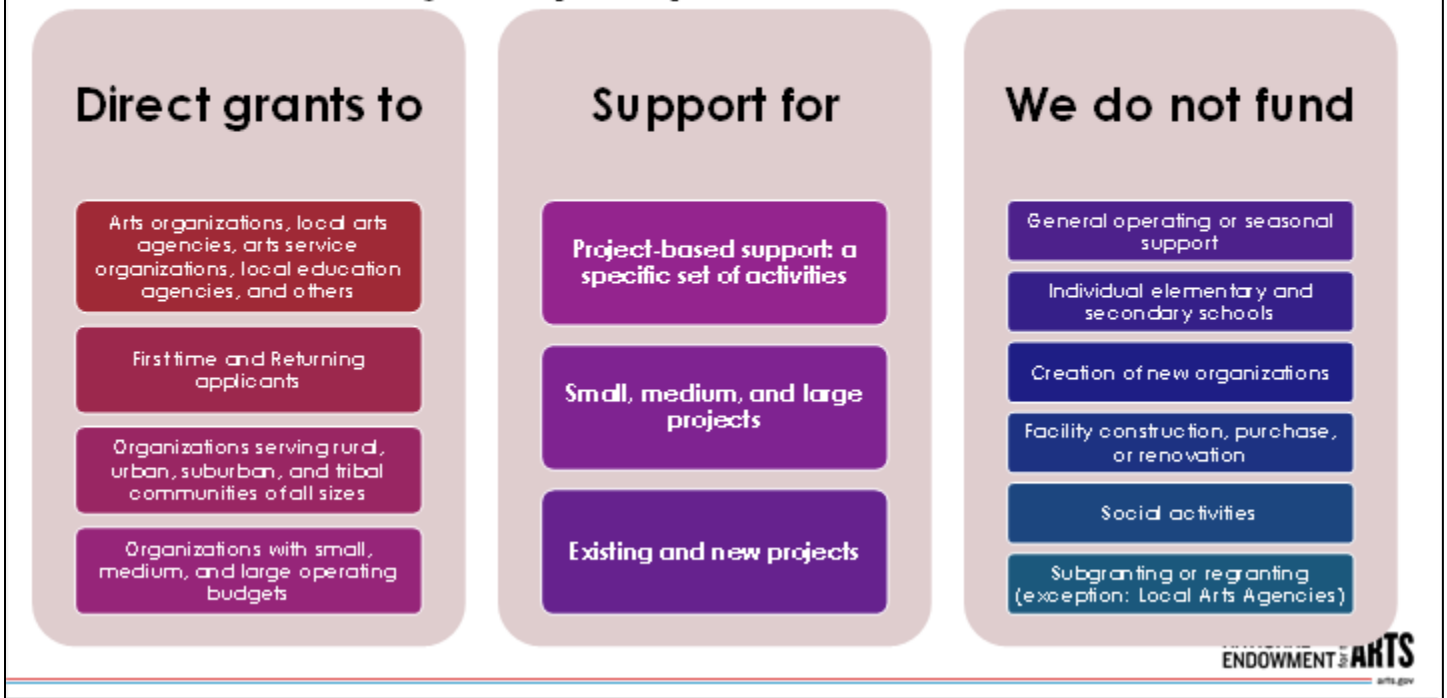 Direct grants to
Arts organizations, local arts
agencies, arts service
organizations, local education
agencies, and others
First time and Returning
applicants
Organizations serving rural,
urban, suburban, and tribal
communities of all sizes
Organizations with small,
medium, and large operating
budgets
Support for
Project-based support: a
specific set of activities
Small, medium, and large
projects
Existing and new projects
We do not fund
General operating or seasonal
support
Individual elementary and
secondary schools
Creation of new organizations
Facility construction, purchase,
or renovation
Social activities
Subgranting or regranting
(exception: Local Arts Agencies)
ENDOWMENT for ARTS
arts.gov